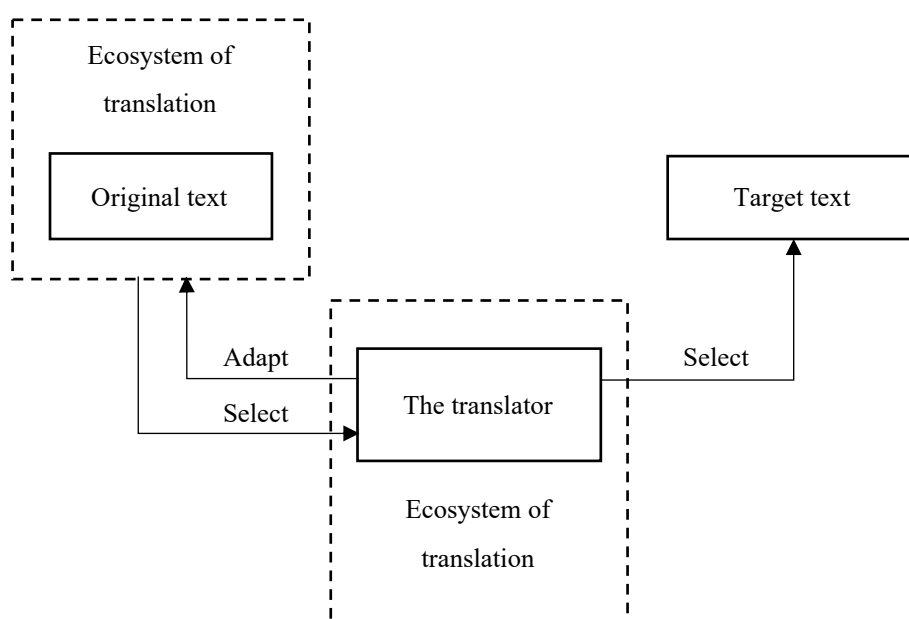 Ecosystem of
translation
Original text
Target text
Adapt
Select
Select
The translator
Ecosystem of
translation